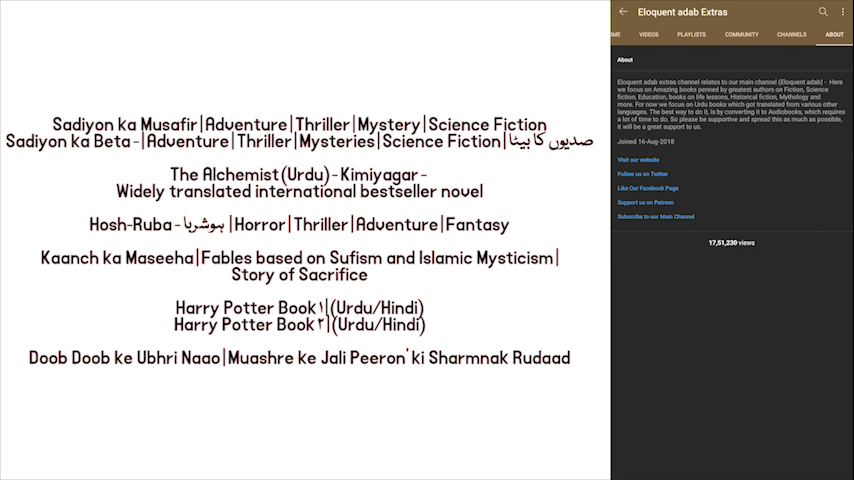 Sadiyon ka Musafir|Adventure|Thriller|Mystery|Science Fiction
Sadiyon ka Beta-|Adventure|Thriller|Mysteries|Science Fiction|صدیوں کا بیٹا
The Alchemist (Urdu)-Kimiyagar-
Widely translated international bestseller novel
Hosh-Ruba-ہوشربا|Horror|Thriller|Adventure|Fantasy
Kaanch ka Maseeha|Fables based on Sufism and Islamic Mysticism|
Story of Sacrifice
Harry Potter Book ۱|(Urdu/Hindi)
Harry Potter Book ۲|(Urdu/Hindi)
Doob Doob ke Ubhri Naao|Muashre ke Jali Peeron'ki Sharmnak Rudaad
Eloquent adab Extras
OME VIDEOS PLAYLISTS COMMUNITY CHANNELS ABOUT
About
Eloquent adab extras channel relates to our main channel (Eloquent adab) - Here
we focus on Amazing books penned by greatest authors on Fiction, Science
fiction, Education, books on life lessons, Historical fiction, Mythology and
more. For now we focus on Urdu books which got translated from various other
languages. The best way to do it, is by converting it to Audiobooks, which requires
a lot of time to do. So please be supportive and spread this as much as possible,
it will be a great support to us.
Joined 16-Aug-2018
Visit our website
Follow us on Twitter
Like Our Facebook Page
Support us on Patreon
Subscribe to our Main Channel
17,51,230 views